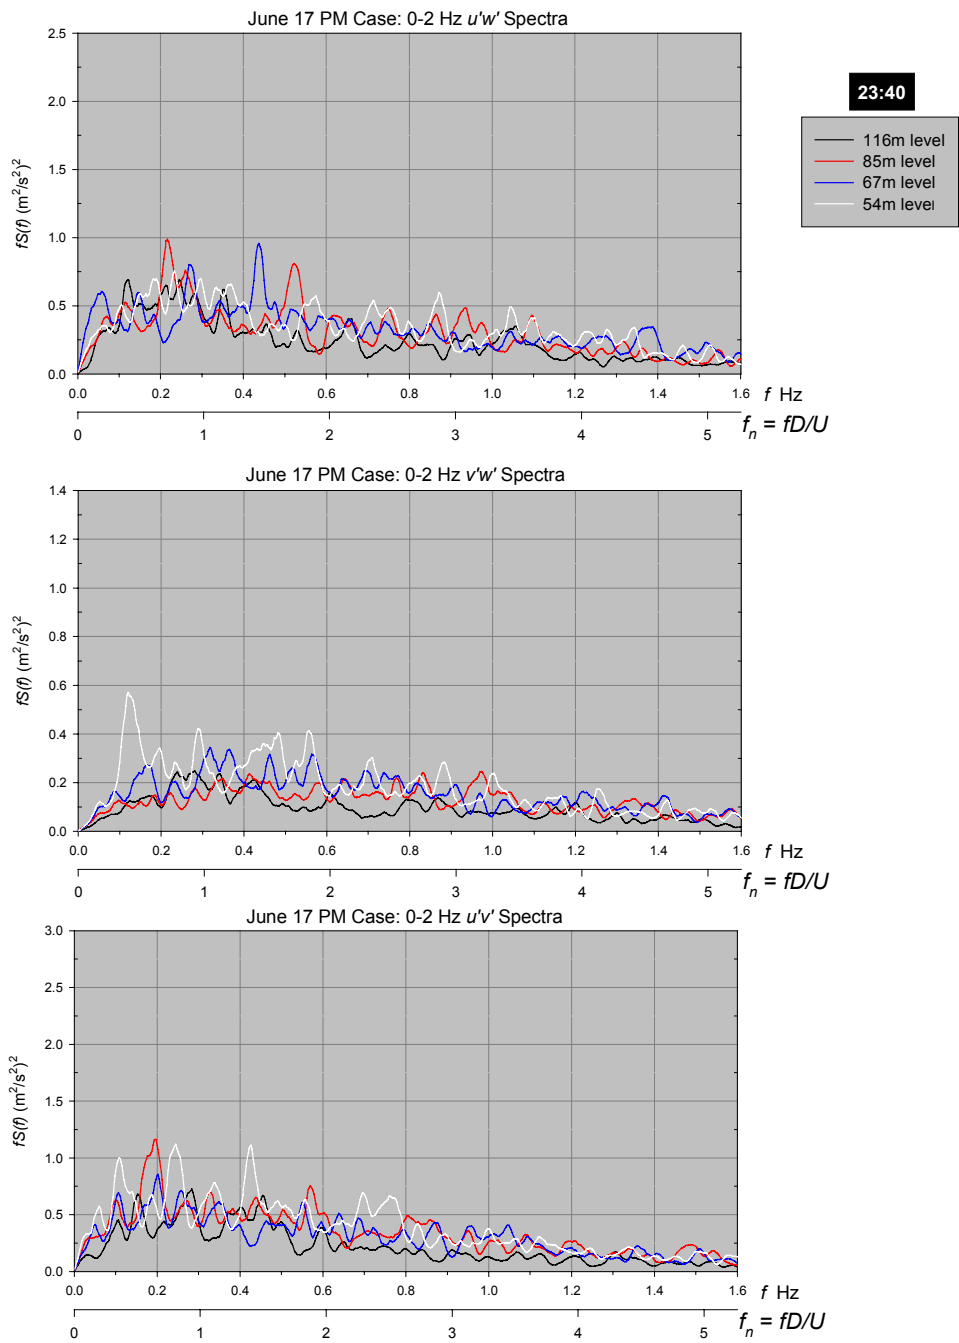 June 17 PM Case: 0-2 Hz u'w' Spectra
2.5
2.0
1.5
1.0
0.5
0.0
fS(f) (m²/s²)²
0.0 0.2 0.4 0.6 0.8 1.0 1.2 1.4 1.6
f Hz
0 1 2 3 4 5
fₙ = fD/U
23:40
116m level
85m level
67m level
54m level
June 17 PM Case: 0-2 Hz v'w' Spectra
1.4
1.2
1.0
0.8
0.6
0.4
0.2
0.0
fS(f) (m²/s²)²
0.0 0.2 0.4 0.6 0.8 1.0 1.2 1.4 1.6
f Hz
0 1 2 3 4 5
fₙ = fD/U
June 17 PM Case: 0-2 Hz u'v' Spectra
3.0
2.5
2.0
1.5
1.0
0.5
0.0
fS(f) (m²/s²)²
0.0 0.2 0.4 0.6 0.8 1.0 1.2 1.4 1.6
f Hz
0 1 2 3 4 5
fₙ = fD/U